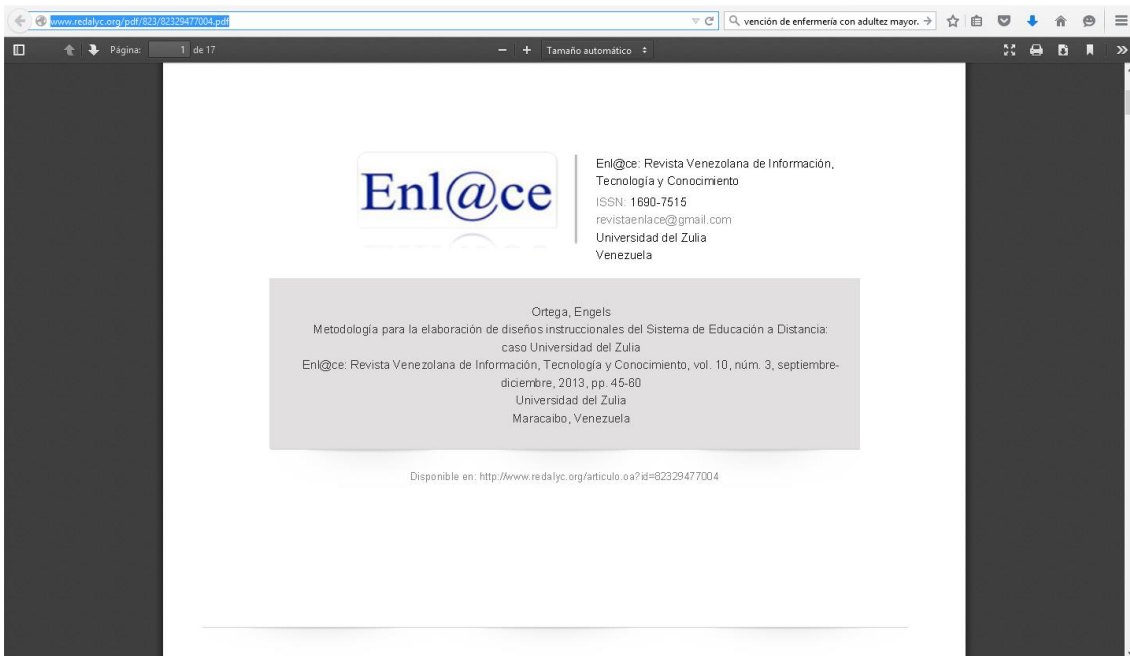 www.redalyc.org/pdf/823/82329477004.pdf
vención de enfermería con adultez mayor.
Página: 1 de 17
Tamaño automático
Enl@ce
Enl@ce: Revista Venezolana de Información,
Tecnología y Conocimiento
ISSN: 1690-7515
revistaenlace@gmail.com
Universidad del Zulia
Venezuela
Ortega, Engels
Metodología para la elaboración de diseños instruccionales del Sistema de Educación a Distancia:
caso Universidad del Zulia
Enl@ce: Revista Venezolana de Información, Tecnología y Conocimiento, vol. 10, núm. 3, septiembre-
diciembre, 2013, pp. 45-60
Universidad del Zulia
Maracaibo, Venezuela
Disponible en: http://www.redalyc.org/articulo.oa?id=82329477004